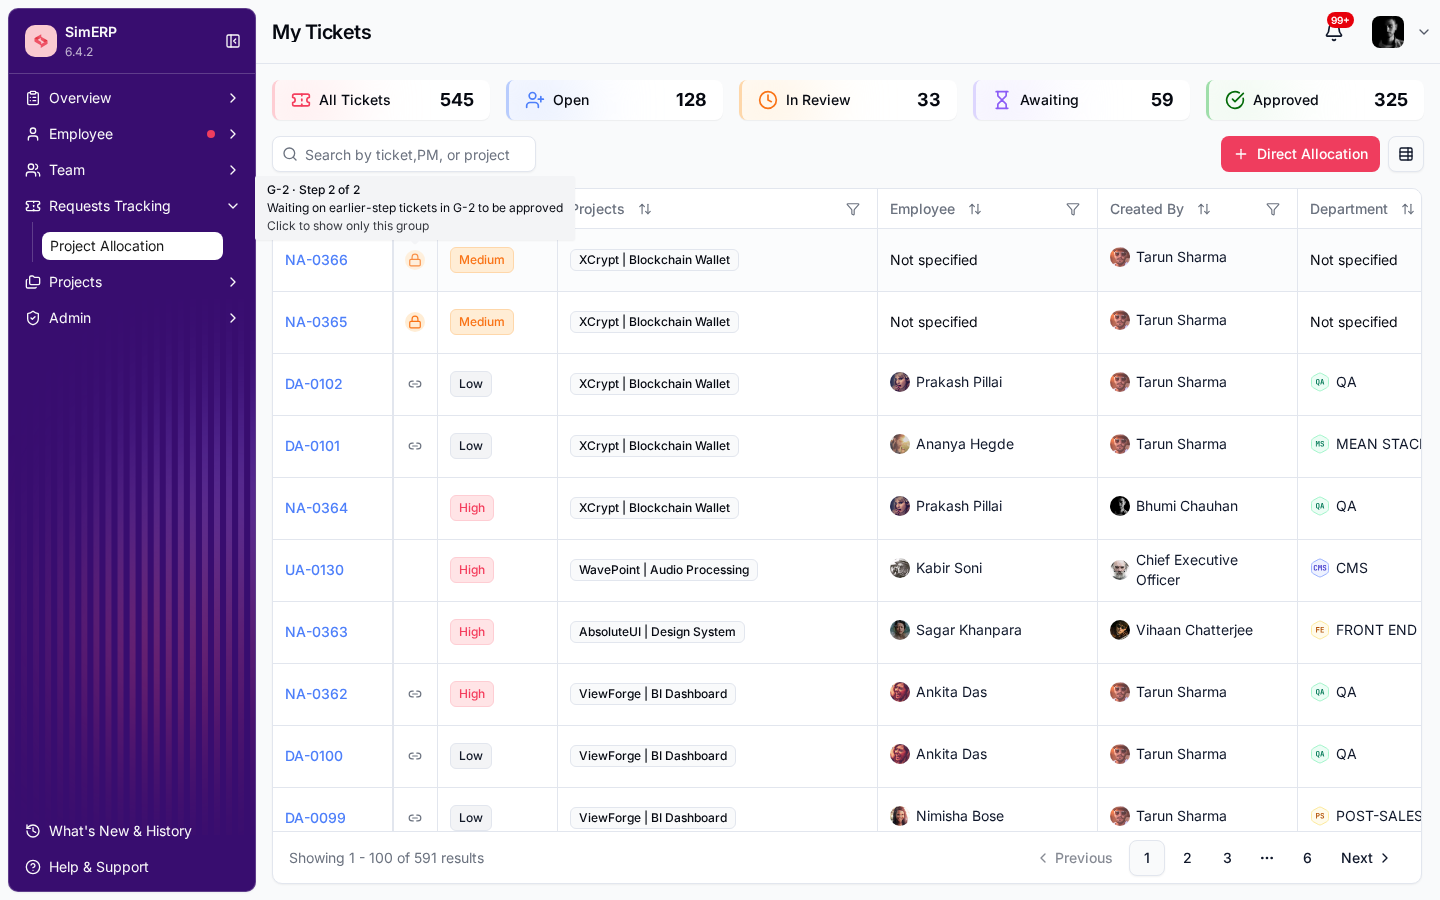 SimERP
6.4.2
Overview
Employee
Team
Requests Tracking
Project Allocation
Projects
Admin
What's New & History
Help & Support
My Tickets
99+
All Tickets 545
Open 128
In Review 33
Awaiting 59
Approved 325
Search by ticket,PM, or project
Direct Allocation
G-2 · Step 2 of 2
Waiting on earlier-step tickets in G-2 to be approved
Click to show only this group
Projects Employee Created By Department
NA-0366 Medium XCrypt | Blockchain Wallet Not specified Tarun Sharma Not specified
NA-0365 Medium XCrypt | Blockchain Wallet Not specified Tarun Sharma Not specified
DA-0102 Low XCrypt | Blockchain Wallet Prakash Pillai Tarun Sharma QA QA
DA-0101 Low XCrypt | Blockchain Wallet Ananya Hegde Tarun Sharma MS MEAN STACK
NA-0364 High XCrypt | Blockchain Wallet Prakash Pillai Bhumi Chauhan QA QA
UA-0130 High WavePoint | Audio Processing Kabir Soni Chief Executive Officer CMS CMS
NA-0363 High AbsoluteUI | Design System Sagar Khanpara Vihaan Chatterjee FE FRONT END
NA-0362 High ViewForge | BI Dashboard Ankita Das Tarun Sharma QA QA
DA-0100 Low ViewForge | BI Dashboard Ankita Das Tarun Sharma QA QA
DA-0099 Low ViewForge | BI Dashboard Nimisha Bose Tarun Sharma PS POST-SALES
Showing 1 - 100 of 591 results
Previous 1 2 3 ··· 6 Next